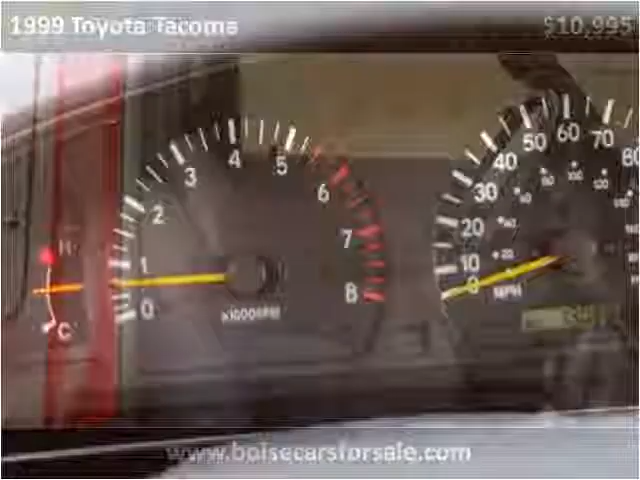 1999 Toyota Tacoma $10,995
60
50 70
40 80
4
5
3 30
6
2 20
7
H
1 10
0
8
0 x1000RPM MPH
C
www.boisecarsforsale.com